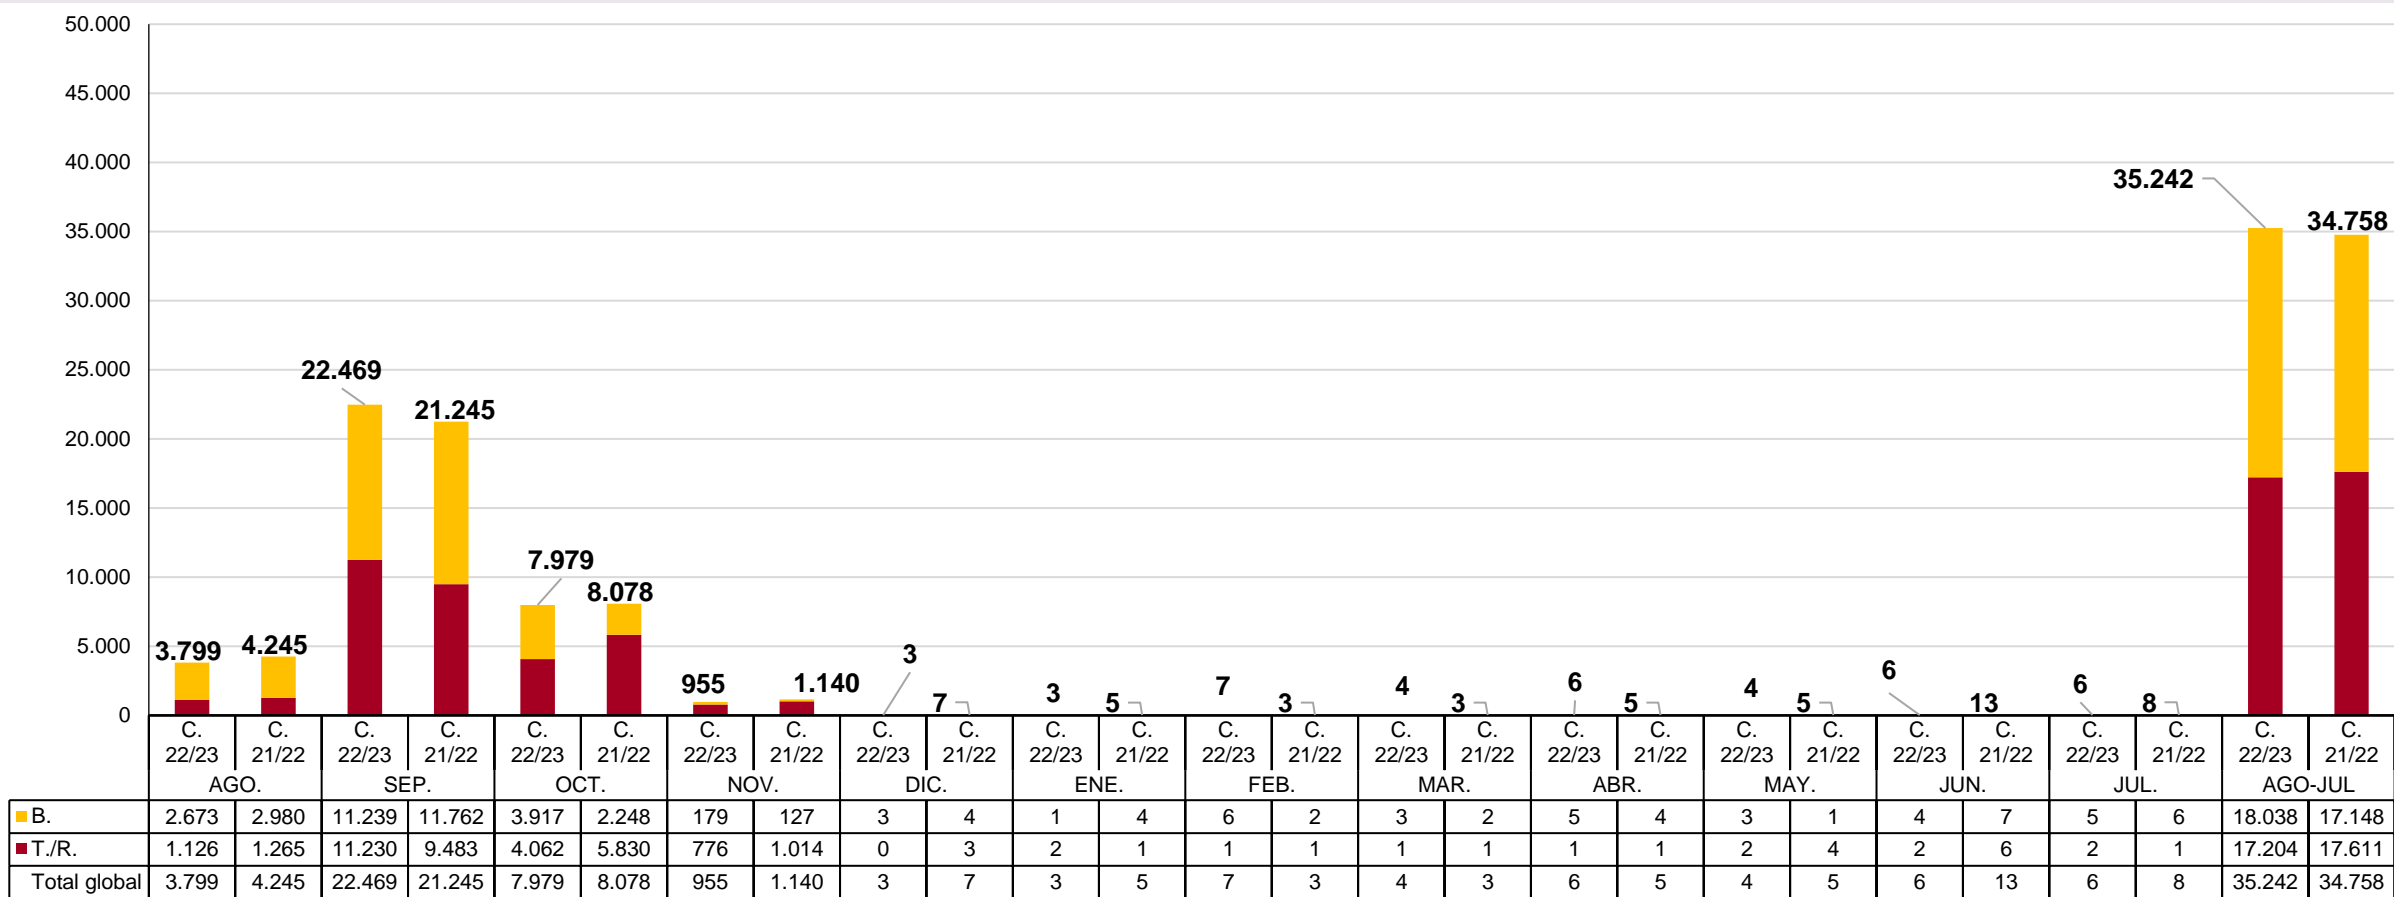 50.000
45.000
40.000
35.000
30.000
25.000
20.000
15.000
10.000
5.000
0
3.799 4.245 22.469 21.245 7.979 8.078 955 1.140 3 7 3 5 7 3 4 3 6 5 4 5 6 13 6 8 35.242 34.758
C. C. C. C. C. C. C. C. C. C. C. C. C. C. C. C. C. C. C. C. C. C. C. C. C. C.
22/23 21/22 22/23 21/22 22/23 21/22 22/23 21/22 22/23 21/22 22/23 21/22 22/23 21/22 22/23 21/22 22/23 21/22 22/23 21/22 22/23 21/22 22/23 21/22 22/23 21/22
AGO. SEP. OCT. NOV. DIC. ENE. FEB. MAR. ABR. MAY. JUN. JUL. AGO-JUL
B. 2.673 2.980 11.239 11.762 3.917 2.248 179 127 3 4 1 4 6 2 3 2 5 4 3 1 4 7 5 6 18.038 17.148
T./R. 1.126 1.265 11.230 9.483 4.062 5.830 776 1.014 0 3 2 1 1 1 1 1 1 1 2 4 2 6 2 1 17.204 17.611
Total global 3.799 4.245 22.469 21.245 7.979 8.078 955 1.140 3 7 3 5 7 3 4 3 6 5 4 5 6 13 6 8 35.242 34.758